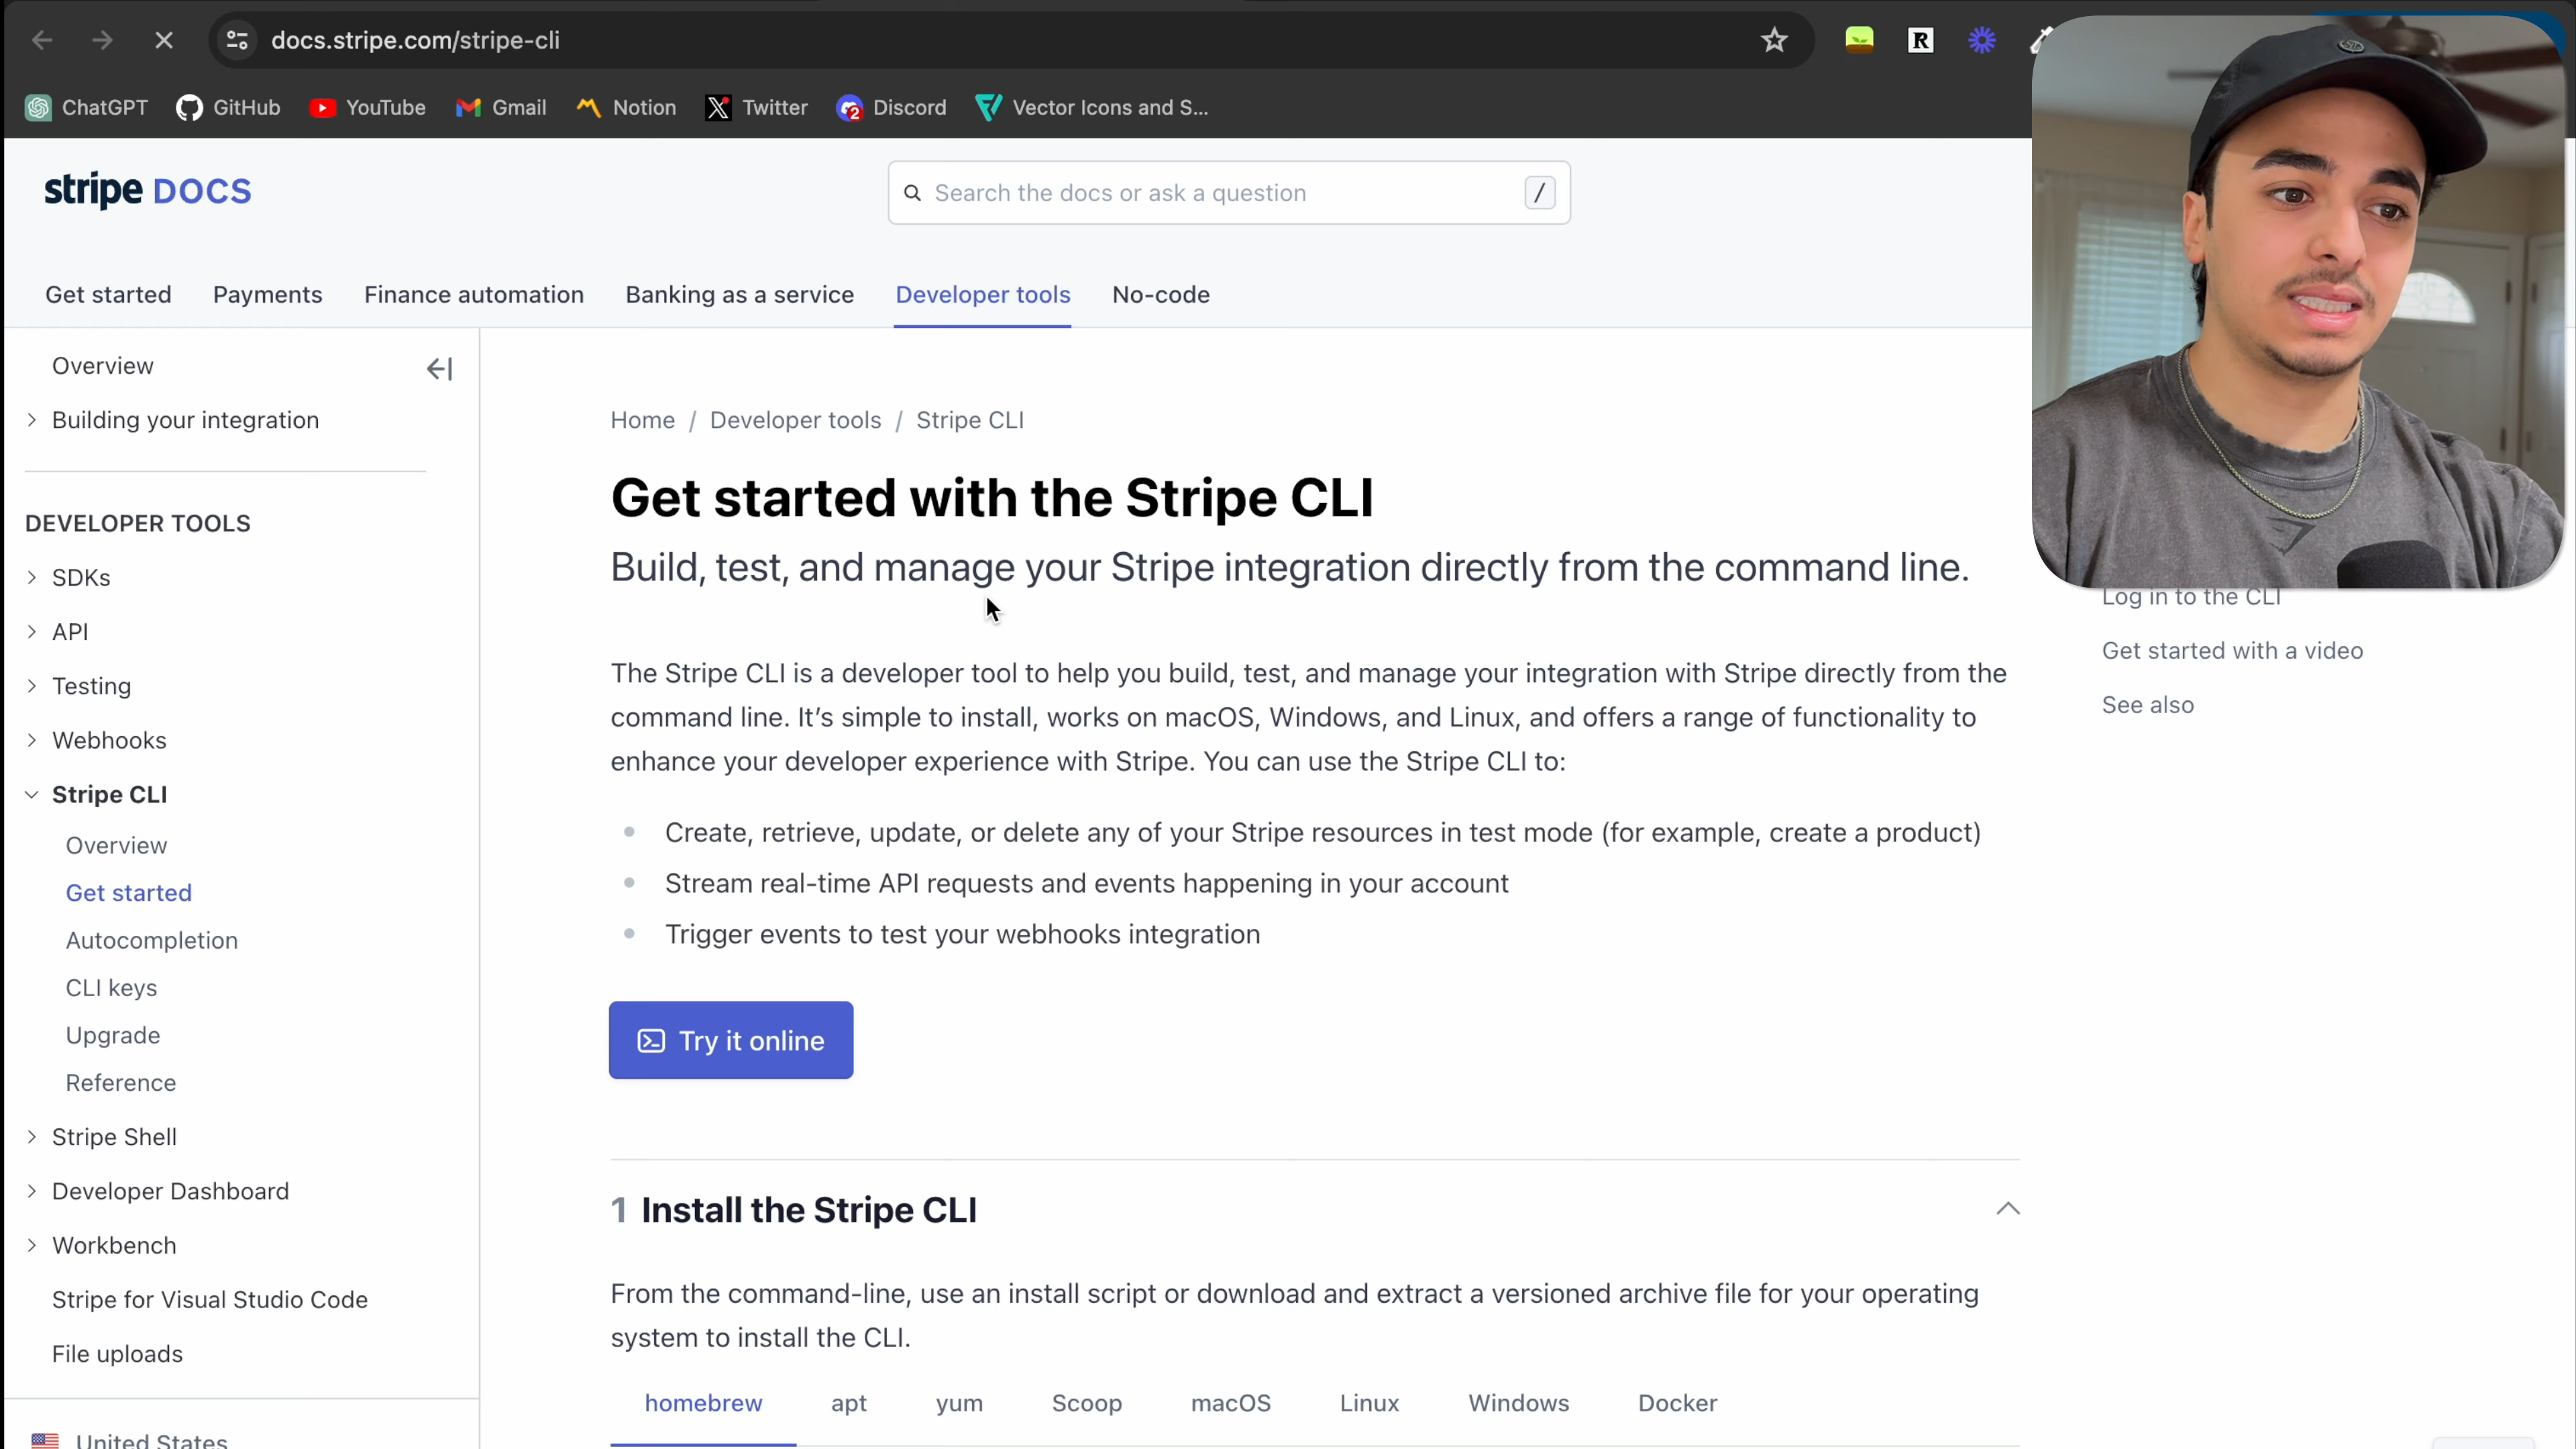 docs.stripe.com/stripe-cli
R
ChatGPT GitHub YouTube Gmail Notion Twitter 2 Discord Vector Icons and S...
stripe DOCS
Search the docs or ask a question /
Get started Payments Finance automation Banking as a service Developer tools No-code
Overview
Building your integration
DEVELOPER TOOLS
SDKs
API
Testing
Webhooks
Stripe CLI
Overview
Get started
Autocompletion
CLI keys
Upgrade
Reference
Stripe Shell
Developer Dashboard
Workbench
Stripe for Visual Studio Code
File uploads
United States
Home / Developer tools / Stripe CLI
Get started with the Stripe CLI
Build, test, and manage your Stripe integration directly from the command line.
The Stripe CLI is a developer tool to help you build, test, and manage your integration with Stripe directly from the
command line. It’s simple to install, works on macOS, Windows, and Linux, and offers a range of functionality to
enhance your developer experience with Stripe. You can use the Stripe CLI to:
• Create, retrieve, update, or delete any of your Stripe resources in test mode (for example, create a product)
• Stream real-time API requests and events happening in your account
• Trigger events to test your webhooks integration
Try it online
1 Install the Stripe CLI
From the command-line, use an install script or download and extract a versioned archive file for your operating
system to install the CLI.
homebrew apt yum Scoop macOS Linux Windows Docker
Log in to the CLI
Get started with a video
See also